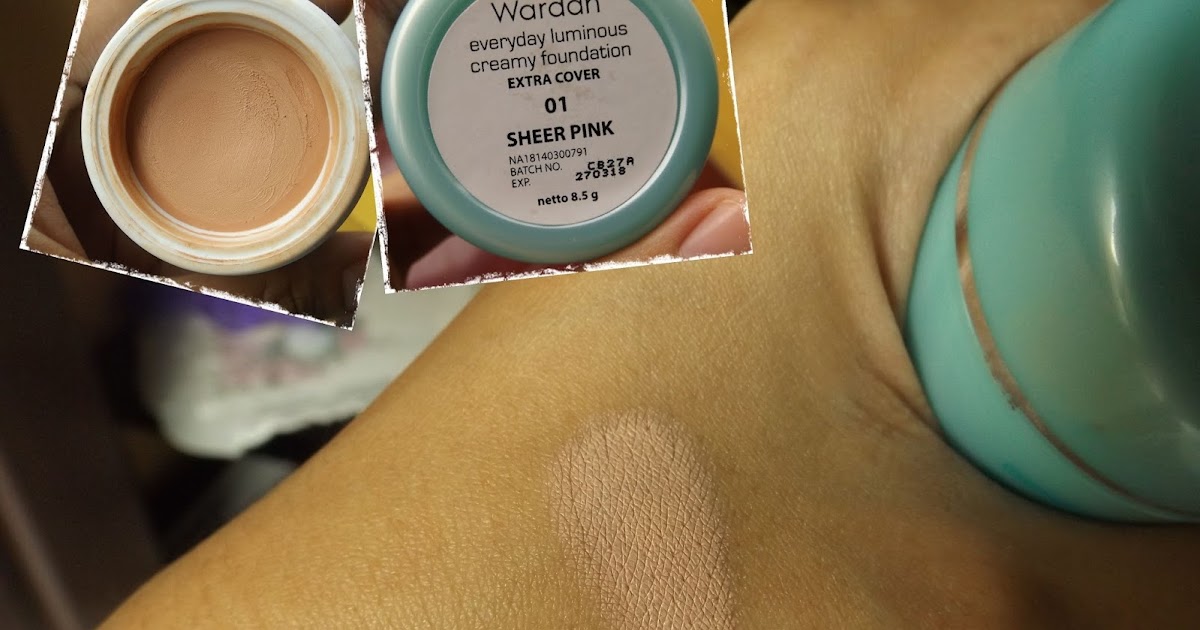 Wardah
everyday luminous
creamy foundation
EXTRA COVER
01
SHEER PINK
NA18140300791
BATCH NO. CB27A
EXP. 270318
netto 8.5 g